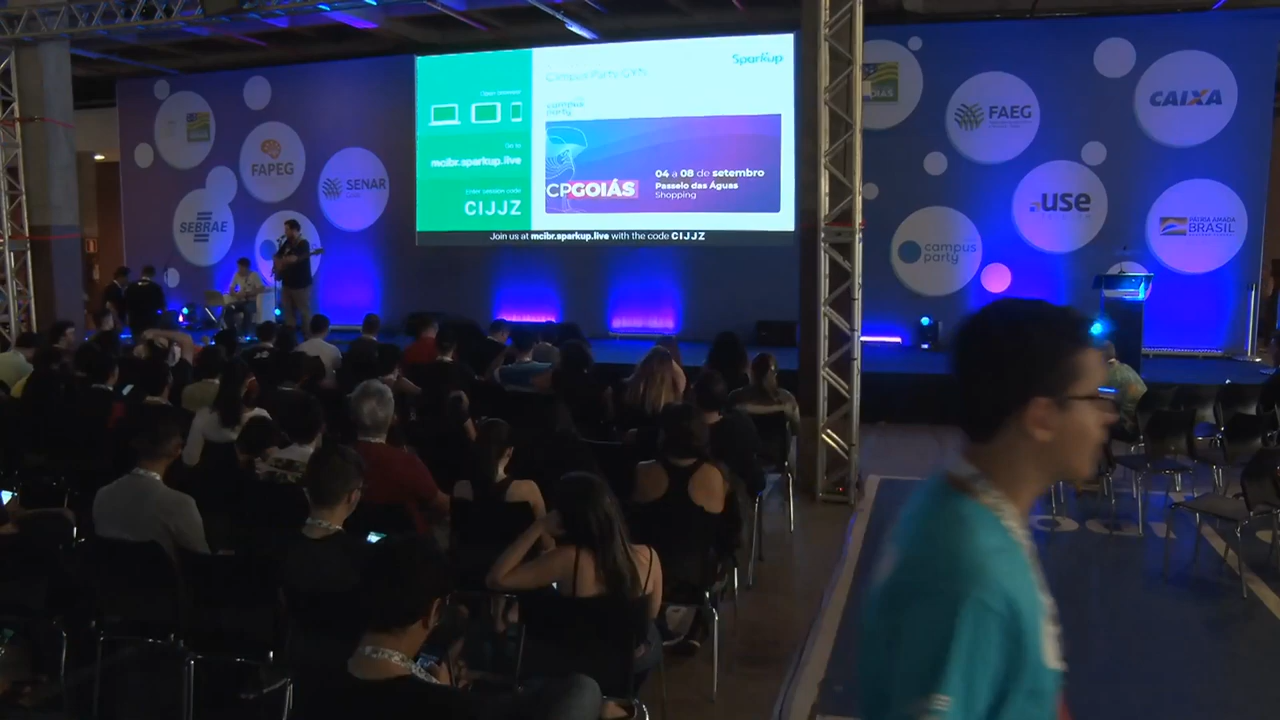 Sparkup
Campus Party GYN
Open browser
campus
party
Go to
mcibr.sparkup.live
04 a 08 de setembro
CPGOIÁS
Passeio das Águas
Shopping
Enter session code
CIJJZ
Join us at mcibr.sparkup.live with the code CIJJZ
FAPEG
SENAR
SEBRAE
GOIÁS
FAEG
CAIXA
.use
campus
party
PÁTRIA AMADA
BRASIL